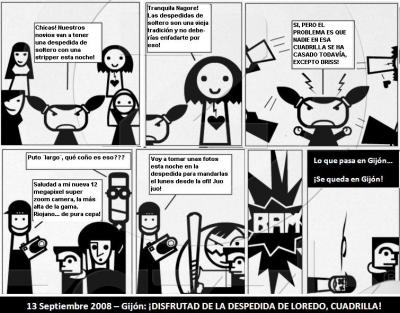 Chicas! Nuestros
novios van a tener
una despedida de
soltero con una
stripper esta noche!
Tranquila Nagore!
Las despedidas de
soltero son una vieja
tradición y no debe-
rías enfadarte por
eso!
SI, PERO EL
PROBLEMA ES QUE
NADIE EN ESA
CUADRILLA SE HA
CASADO TODAVÍA,
EXCEPTO DRISS!
Puto ´largo´, qué coño es eso???
Saludad a mi nueva 12
megapixel super
zoom camera, la más
alta de la gama.
Riojano... de pura cepa!
Voy a tomar unas fotos
esta noche en la
despedida para mandarlas
el lunes desde la ofi! Juo
juo!
BAM
Lo que pasa en Gijón...
¡Se queda en Gijón!
13 Septiembre 2008 – Gijón: ¡DISFRUTAD DE LA DESPEDIDA DE LOREDO, CUADRILLA!